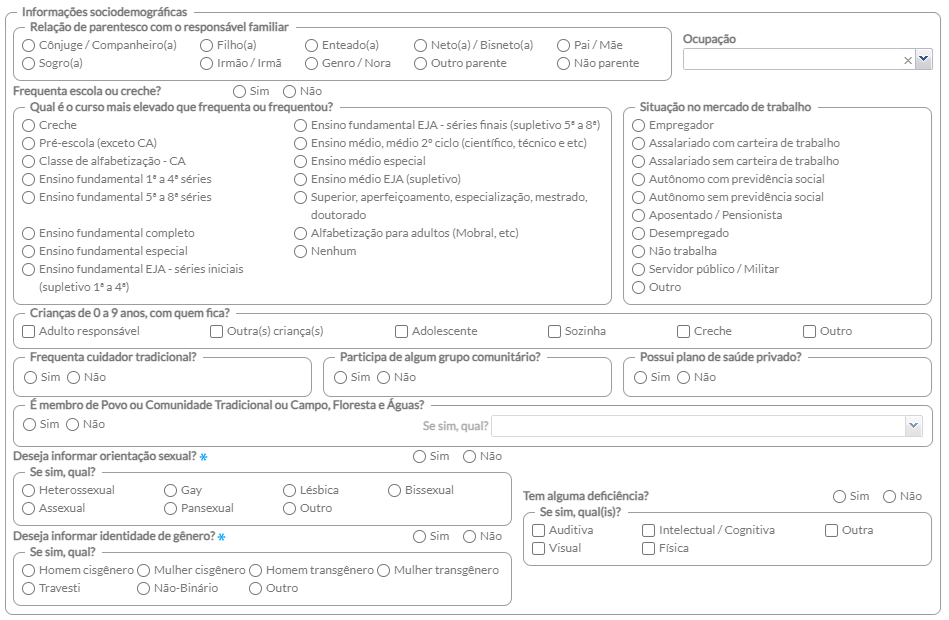 Informações sociodemográficas
Relação de parentesco com o responsável familiar
Cônjuge / Companheiro(a) Filho(a) Enteado(a) Neto(a) / Bisneto(a) Pai / Mãe
Sogro(a) Irmão / Irmã Genro / Nora Outro parente Não parente
Ocupação
Frequenta escola ou creche? Sim Não
Qual é o curso mais elevado que frequenta ou frequentou?
Creche
Pré-escola (exceto CA)
Classe de alfabetização - CA
Ensino fundamental 1ª a 4ª séries
Ensino fundamental 5ª a 8ª séries
Ensino fundamental completo
Ensino fundamental especial
Ensino fundamental EJA - séries iniciais
(supletivo 1ª a 4ª)
Ensino fundamental EJA - séries finais (supletivo 5ª a 8ª)
Ensino médio, médio 2º ciclo (científico, técnico e etc)
Ensino médio especial
Ensino médio EJA (supletivo)
Superior, aperfeiçoamento, especialização, mestrado,
doutorado
Alfabetização para adultos (Mobral, etc)
Nenhum
Situação no mercado de trabalho
Empregador
Assalariado com carteira de trabalho
Assalariado sem carteira de trabalho
Autônomo com previdência social
Autônomo sem previdência social
Aposentado / Pensionista
Desempregado
Não trabalha
Servidor público / Militar
Outro
Crianças de 0 a 9 anos, com quem fica?
Adulto responsável Outra(s) criança(s) Adolescente Sozinha Creche Outro
Frequenta cuidador tradicional?
Sim Não
Participa de algum grupo comunitário?
Sim Não
Possui plano de saúde privado?
Sim Não
É membro de Povo ou Comunidade Tradicional ou Campo, Floresta e Águas?
Sim Não Se sim, qual?
Deseja informar orientação sexual? * Sim Não
Se sim, qual?
Heterossexual Gay Lésbica Bissexual
Assexual Pansexual Outro
Deseja informar identidade de gênero? * Sim Não
Se sim, qual?
Homem cisgênero Mulher cisgênero Homem transgênero Mulher transgênero
Travesti Não-Binário Outro
Tem alguma deficiência? Sim Não
Se sim, qual(is)?
Auditiva Intelectual / Cognitiva Outra
Visual Física